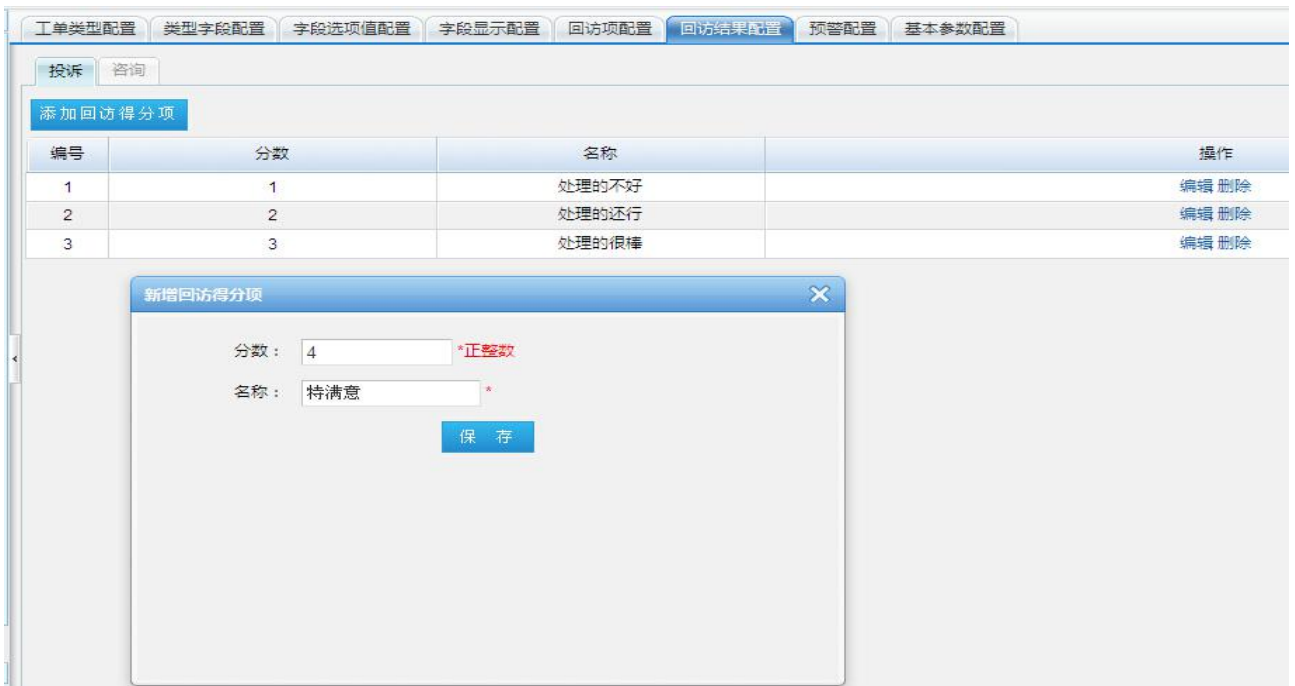 工单类型配置 类型字段配置 字段选项值配置 字段显示配置 回访项配置 回访结果配置 预警配置 基本参数配置
投诉 咨询
添加回访得分项
编号 分数 名称 操作
1 1 处理的不好 编辑 删除
2 2 处理的还行 编辑 删除
3 3 处理的很棒 编辑 删除
新增回访得分项
分数： 4 *正整数
名称： 特满意 *
保 存